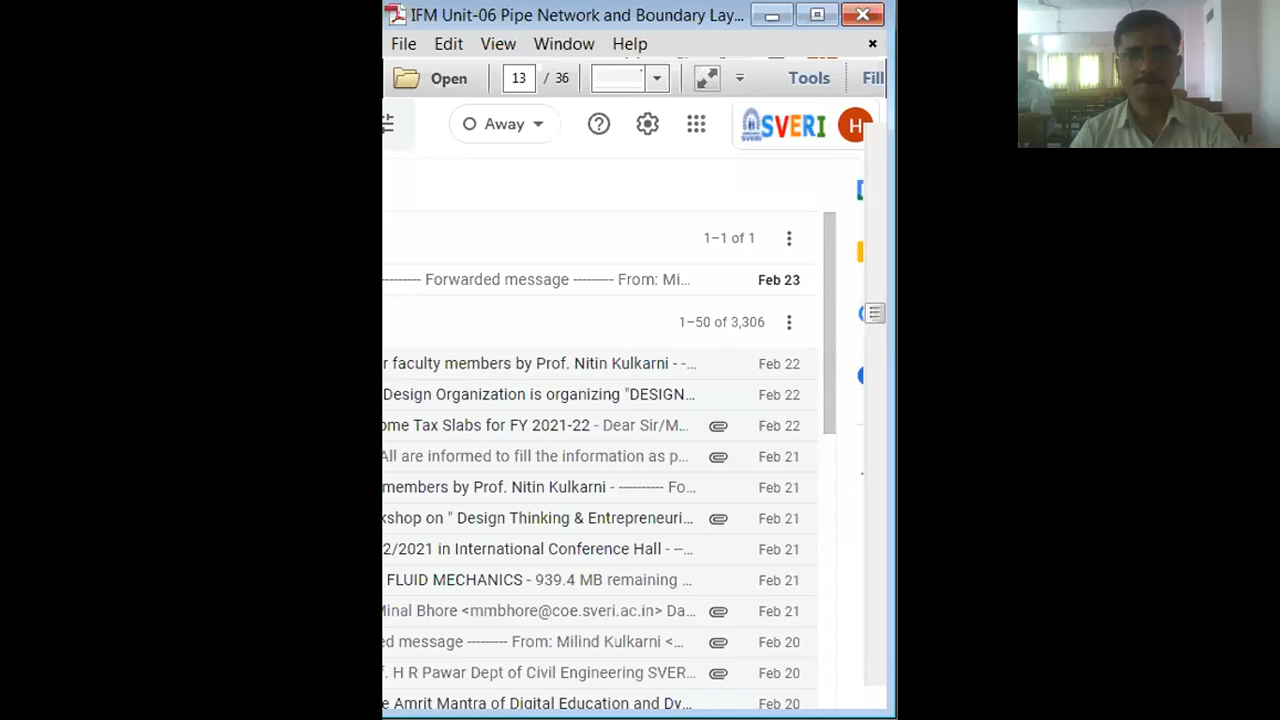 IFM Unit-06 Pipe Network and Boundary Lay...
File Edit View Window Help
Open 13 / 36 Tools Fill
Away SVERI H
SVERI
1–1 of 1
--------- Forwarded message --------- From: Mi... Feb 23
1–50 of 3,306
r faculty members by Prof. Nitin Kulkarni - -... Feb 22
Design Organization is organizing "DESIGN... Feb 22
ome Tax Slabs for FY 2021-22 - Dear Sir/M... Feb 22
All are informed to fill the information as p... Feb 21
members by Prof. Nitin Kulkarni - ---------- Fo... Feb 21
kshop on " Design Thinking & Entrepreneuri... Feb 21
2/2021 in International Conference Hall - --... Feb 21
FLUID MECHANICS - 939.4 MB remaining ... Feb 21
Minal Bhore <mmbhore@coe.sveri.ac.in> Da... Feb 21
ed message --------- From: Milind Kulkarni <... Feb 20
f. H R Pawar Dept of Civil Engineering SVER... Feb 20
e Amrit Mantra of Digital Education and Dy... Feb 20